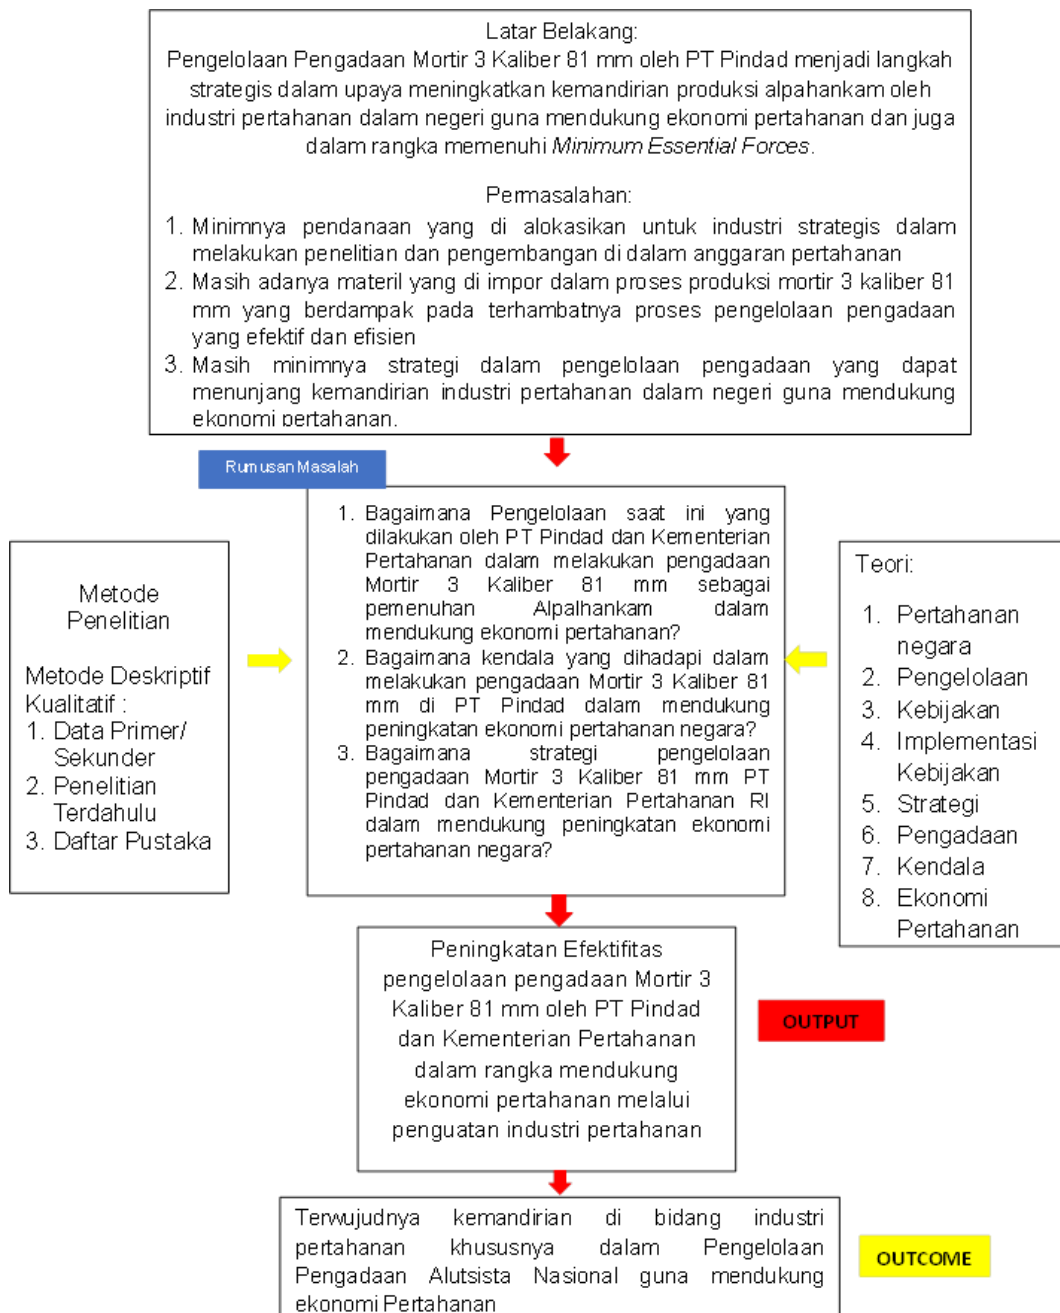 Latar Belakang:
Pengelolaan Pengadaan Mortir 3 Kaliber 81 mm oleh PT Pindad menjadi langkah
strategis dalam upaya meningkatkan kemandirian produksi alpahankam oleh
industri pertahanan dalam negeri guna mendukung ekonomi pertahanan dan juga
dalam rangka memenuhi Minimum Essential Forces.
Permasalahan:
1. Minimnya pendanaan yang di alokasikan untuk industri strategis dalam
melakukan penelitian dan pengembangan di dalam anggaran pertahanan
2. Masih adanya materil yang di impor dalam proses produksi mortir 3 kaliber 81
mm yang berdampak pada terhambatnya proses pengelolaan pengadaan
yang efektif dan efisien
3. Masih minimnya strategi dalam pengelolaan pengadaan yang dapat
menunjang kemandirian industri pertahanan dalam negeri guna mendukung
ekonomi pertahanan.
Rumusan Masalah
Metode
Penelitian
Metode Deskriptif
Kualitatif :
1. Data Primer/
Sekunder
2. Penelitian
Terdahulu
3. Daftar Pustaka
1. Bagaimana Pengelolaan saat ini yang
dilakukan oleh PT Pindad dan Kementerian
Pertahanan dalam melakukan pengadaan
Mortir 3 Kaliber 81 mm sebagai
pemenuhan Alpalhankam dalam
mendukung ekonomi pertahanan?
2. Bagaimana kendala yang dihadapi dalam
melakukan pengadaan Mortir 3 Kaliber 81
mm di PT Pindad dalam mendukung
peningkatan ekonomi pertahanan negara?
3. Bagaimana strategi pengelolaan
pengadaan Mortir 3 Kaliber 81 mm PT
Pindad dan Kementerian Pertahanan RI
dalam mendukung peningkatan ekonomi
pertahanan negara?
Teori:
1. Pertahanan
negara
2. Pengelolaan
3. Kebijakan
4. Implementasi
Kebijakan
5. Strategi
6. Pengadaan
7. Kendala
8. Ekonomi
Pertahanan
Peningkatan Efektifitas
pengelolaan pengadaan Mortir 3
Kaliber 81 mm oleh PT Pindad
dan Kementerian Pertahanan
dalam rangka mendukung
ekonomi pertahanan melalui
penguatan industri pertahanan
OUTPUT
Terwujudnya kemandirian di bidang industri
pertahanan khususnya dalam Pengelolaan
Pengadaan Alutsista Nasional guna mendukung
ekonomi Pertahanan
OUTCOME